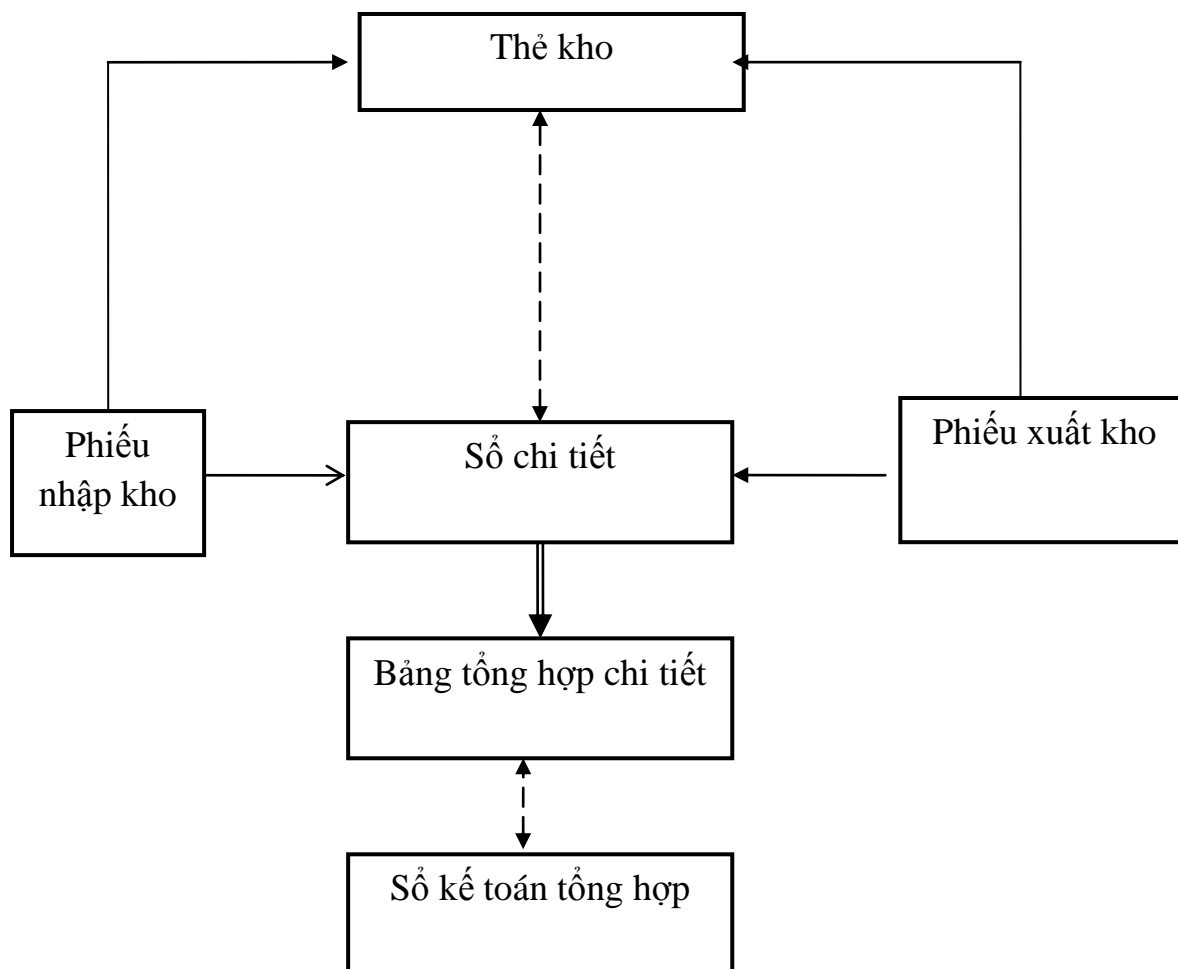 Thẻ kho
Phiếu
nhập kho
Sổ chi tiết
Phiếu xuất kho
Bảng tổng hợp chi tiết
Sổ kế toán tổng hợp